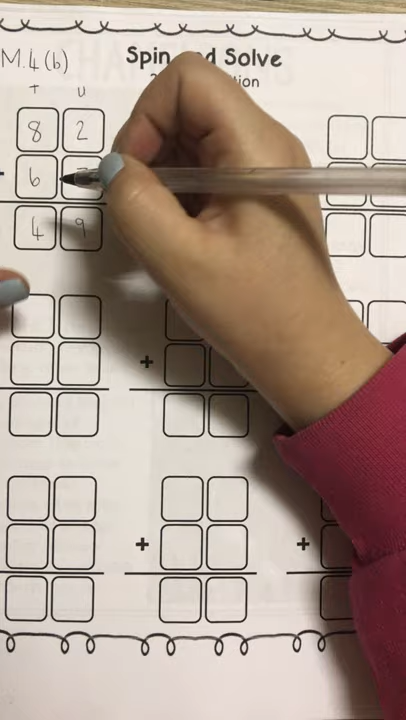 M.4(b)
Spin and Solve
T U
8 2
6
4 9
+
+ +